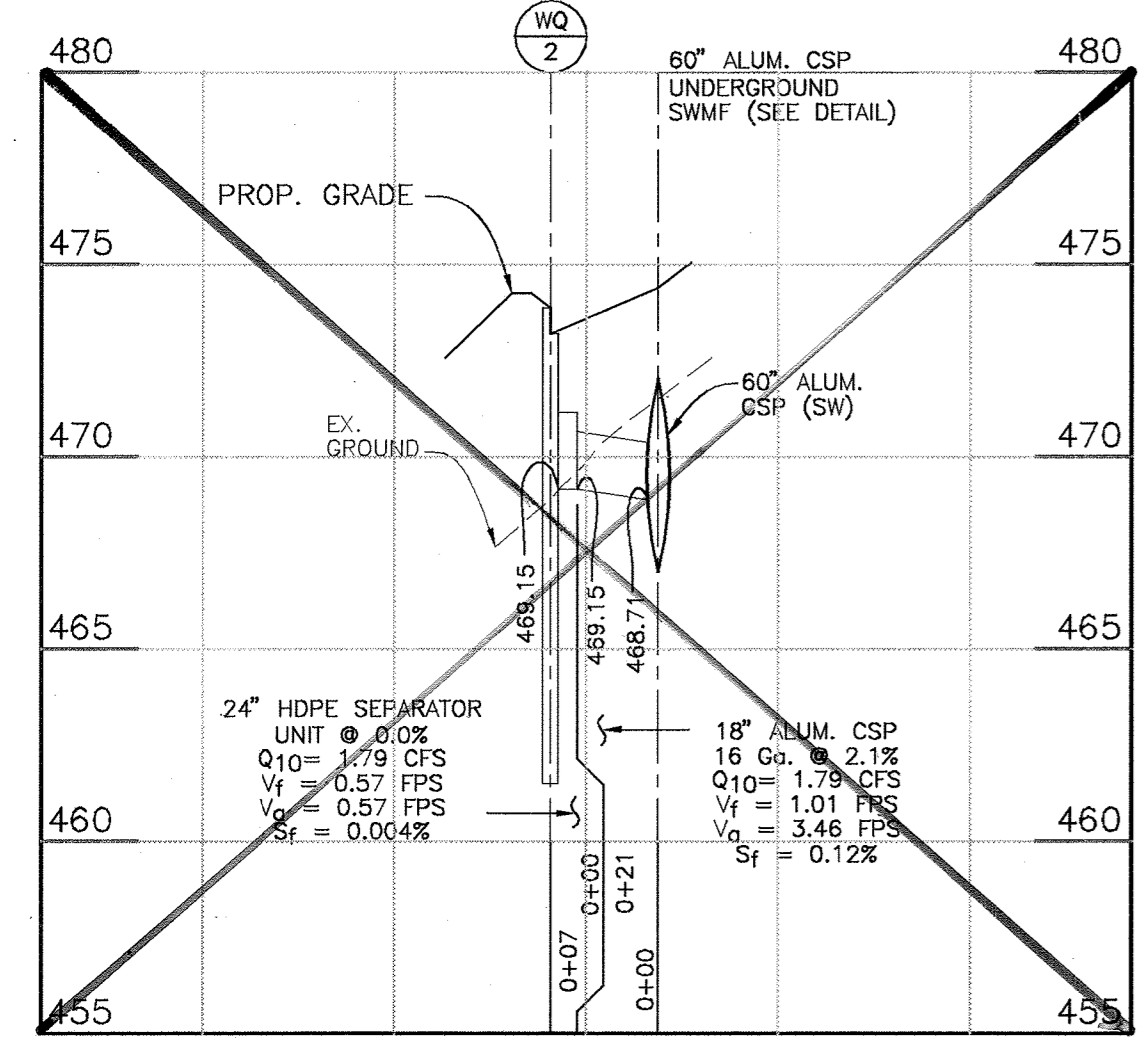 WQ
2
480
60" ALUM. CSP
UNDERGROUND
SWMF (SEE DETAIL)
480
PROP. GRADE
475
475
60" ALUM.
CSP (SW)
EX.
GROUND
470
470
469.15
469.15
468.71
465
465
24" HDPE SEPARATOR
UNIT @ 0.0%
Q10= 1.79 CFS
Vf = 0.57 FPS
Va = 0.57 FPS
Sf = 0.004%
18" ALUM. CSP
16 Ga. @ 2.1%
Q10= 1.79 CFS
Vf = 1.01 FPS
Va = 3.46 FPS
Sf = 0.12%
460
460
0+07
0+00
0+21
0+00
455
455